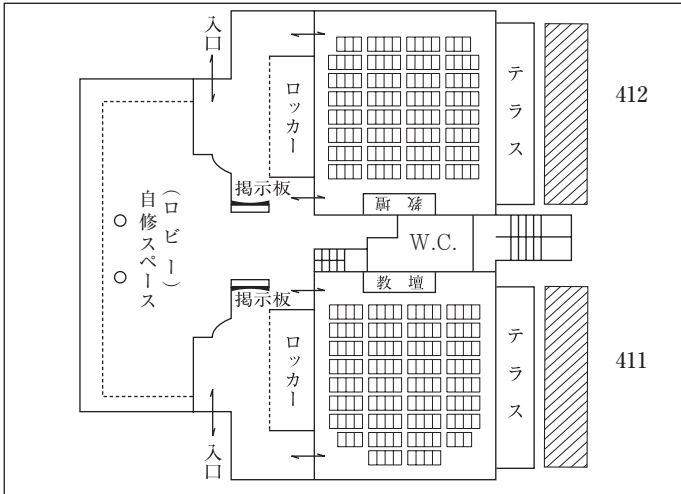 入口
ロッカー
テラス
412
掲示板
教壇
(ロビー)
自修スペース
W.C.
掲示板
教壇
ロッカー
テラス
411
入口